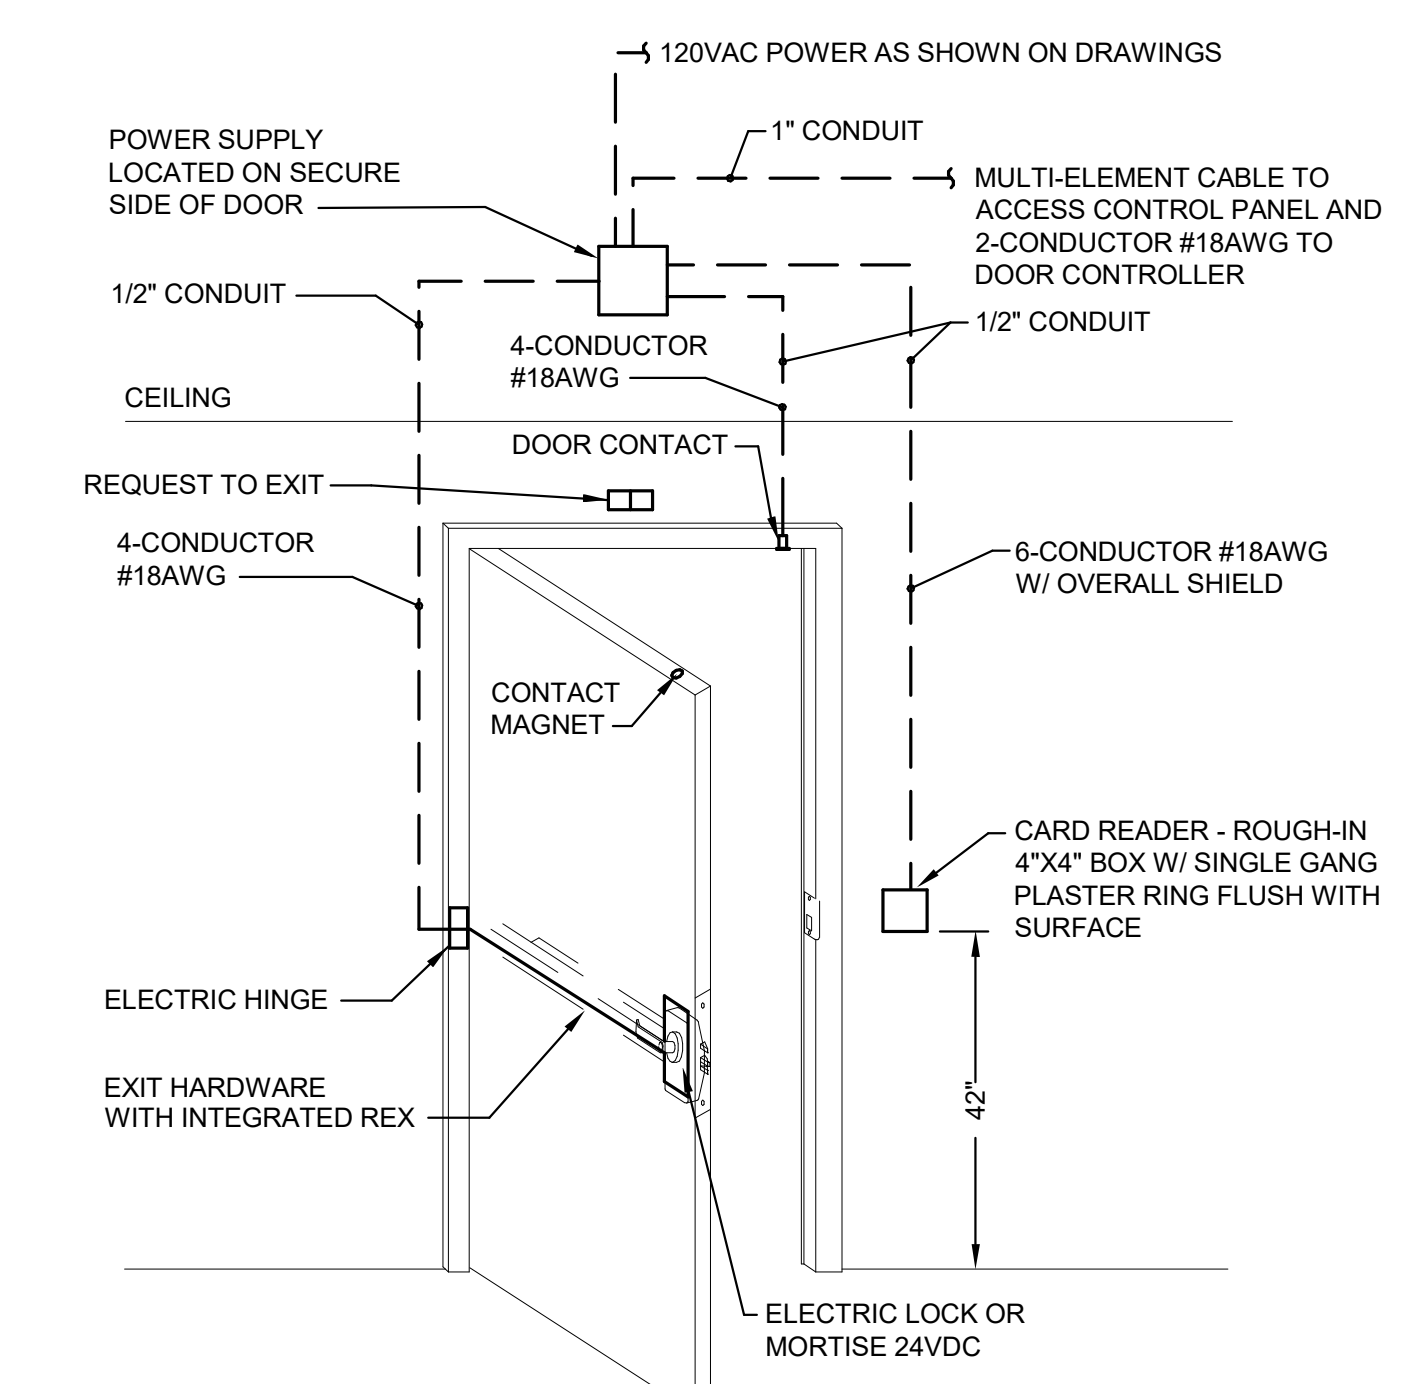 120VAC POWER AS SHOWN ON DRAWINGS
1" CONDUIT
POWER SUPPLY
LOCATED ON SECURE
SIDE OF DOOR
MULTI-ELEMENT CABLE TO
ACCESS CONTROL PANEL AND
2-CONDUCTOR #18AWG TO
DOOR CONTROLLER
1/2" CONDUIT
1/2" CONDUIT
4-CONDUCTOR
#18AWG
CEILING
DOOR CONTACT
REQUEST TO EXIT
4-CONDUCTOR
#18AWG
6-CONDUCTOR #18AWG
W/ OVERALL SHIELD
CONTACT
MAGNET
CARD READER - ROUGH-IN
4"X4" BOX W/ SINGLE GANG
PLASTER RING FLUSH WITH
SURFACE
ELECTRIC HINGE
EXIT HARDWARE
WITH INTEGRATED REX
42"
ELECTRIC LOCK OR
MORTISE 24VDC